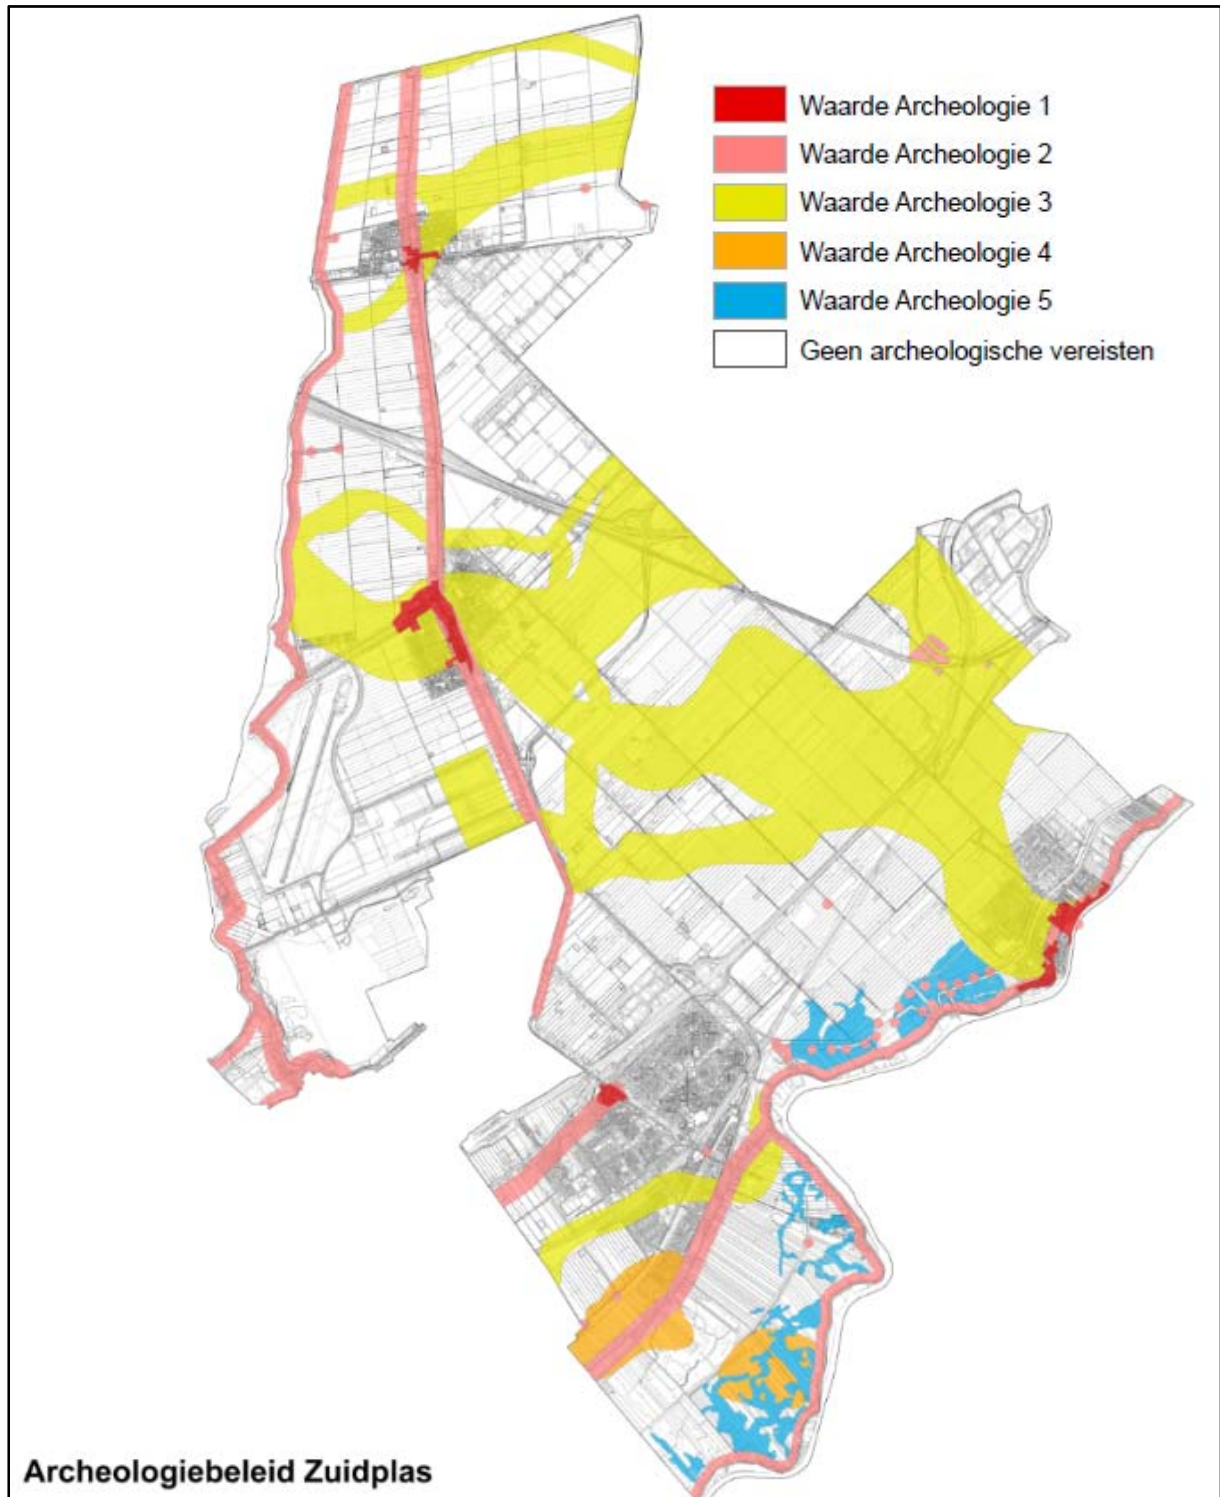 Waarde Archeologie 1
Waarde Archeologie 2
Waarde Archeologie 3
Waarde Archeologie 4
Waarde Archeologie 5
Geen archeologische vereisten
Archeologiebeleid Zuidplas